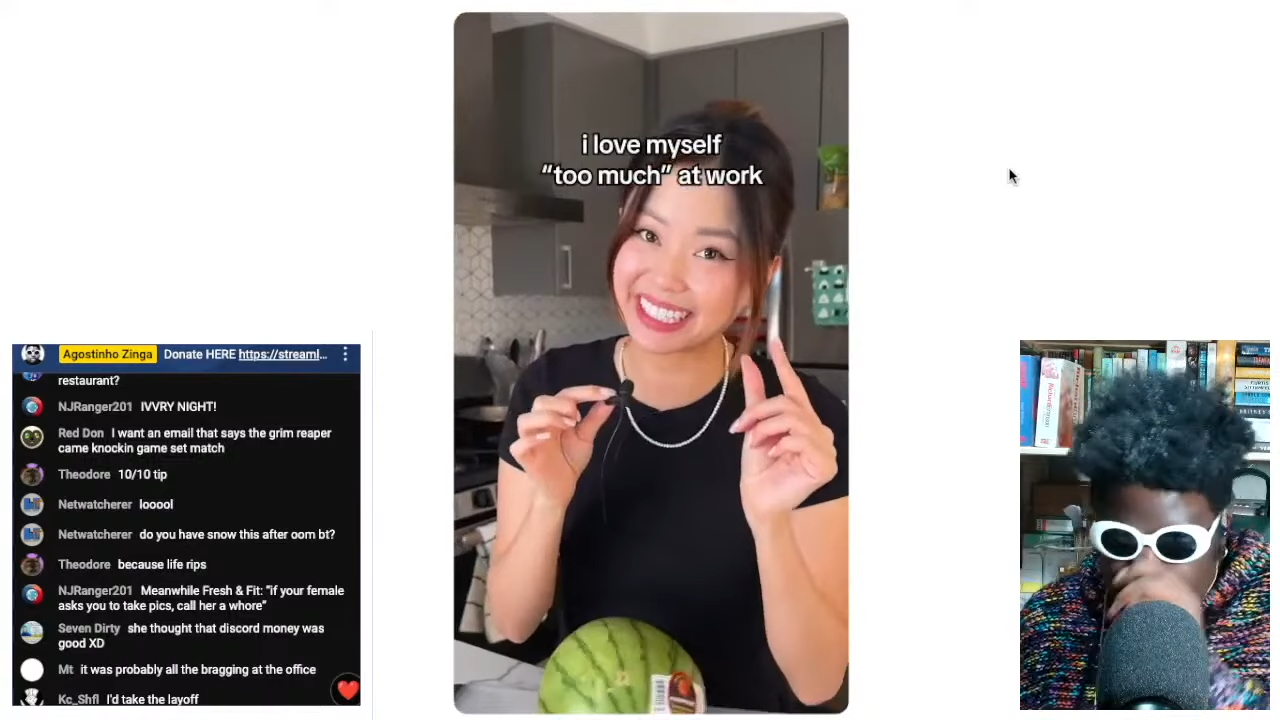 i love myself
“too much” at work
Agostinho Zinga Donate HERE https://streaml...
restaurant?
NJRanger201 IVVRY NIGHT!
Red Don I want an email that says the grim reaper
came knockin game set match
Theodore 10/10 tip
Netwatcherer looool
Netwatcherer do you have snow this after oom bt?
Theodore because life rips
NJRanger201 Meanwhile Fresh & Fit: “if your female
asks you to take pics, call her a whore”
Seven Dirty she thought that discord money was
good XD
Mt it was probably all the bragging at the office
Kc_Shfl I'd take the layoff